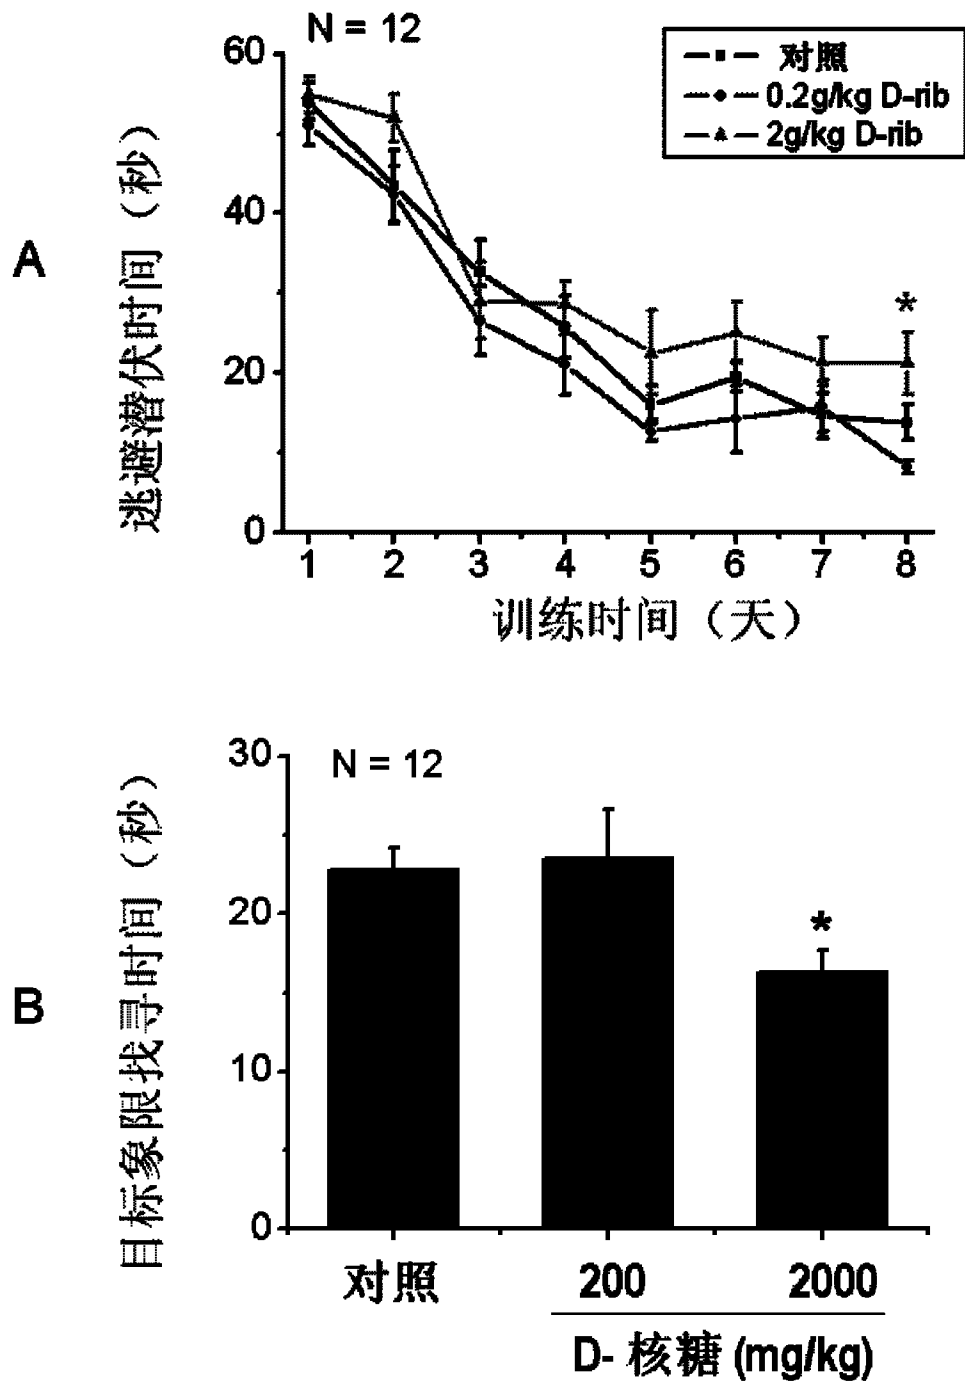 N = 12
对照
0.2g/kg D-rib
2g/kg D-rib
A
逃避潜伏时间（秒）
60
40
20
0
*
1 2 3 4 5 6 7 8
训练时间（天）
B
目标象限找寻时间（秒）
30
20
10
0
N = 12
*
对照 200 2000
D- 核糖 (mg/kg)